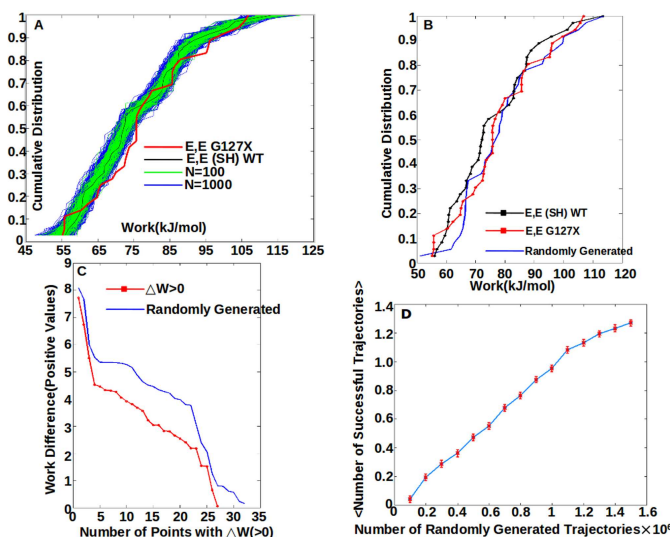 A
1
0.9
0.8
0.7
0.6
0.5
0.4
0.3
0.2
0.1
0
Cumulative Distribution
E,E G127X
E,E (SH) WT
N=100
N=1000
Work(kJ/mol)
45 55 65 75 85 95 105 115 125
B
1
0.9
0.8
0.7
0.6
0.5
0.4
0.3
0.2
0.1
0
Cumulative Distribution
E,E (SH) WT
E,E G127X
Randomly Generated
50 60 70 80 90 100 110 120
Work(kJ/mol)
C
9
8
7
6
5
4
3
2
1
0
Work Difference(Positive Values)
△W>0
Randomly Generated
0 5 10 15 20 25 30 35
Number of Points with △W(>0)
D
1.4
1.2
1.0
0.8
0.6
0.4
0.2
0
<Number of Successful Trajectories>
0 0.2 0.4 0.6 0.8 1 1.2 1.4 1.6
Number of Randomly Generated Trajectories×10⁶